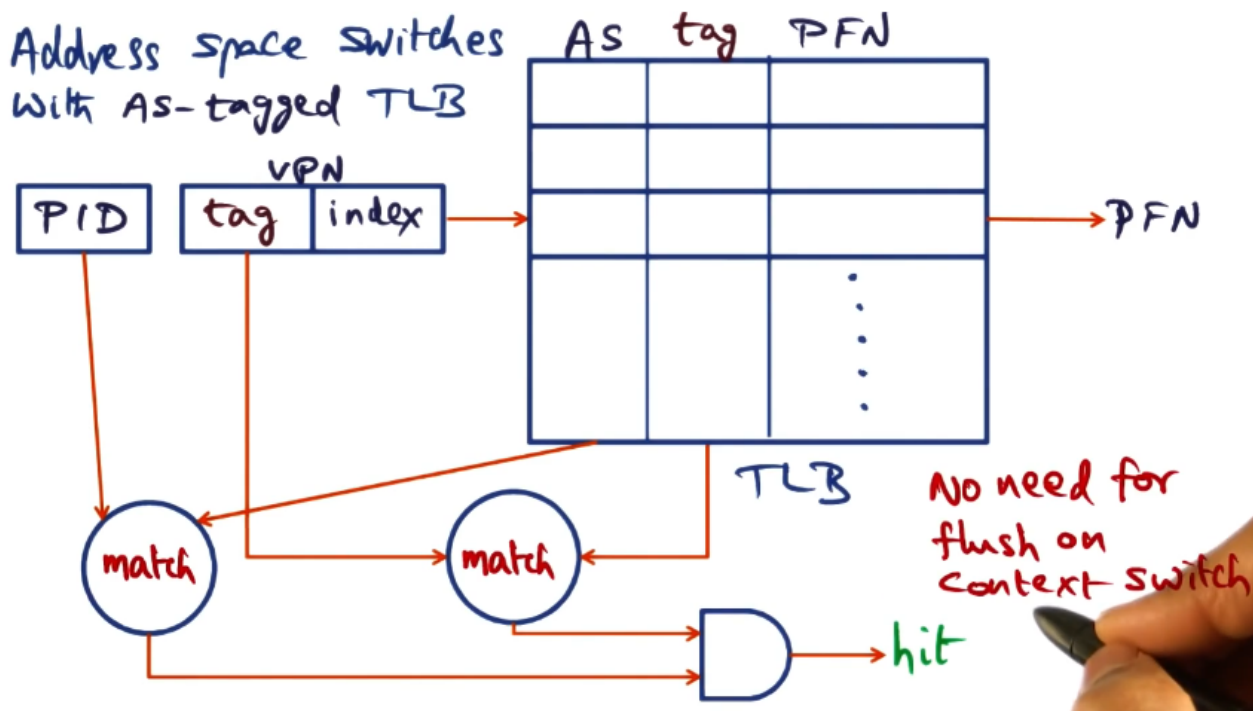 Address space switches
with AS-tagged TLB
AS tag PFN
VPN
PID tag index
PFN
TLB
No need for
flush on
context switch
match match
hit